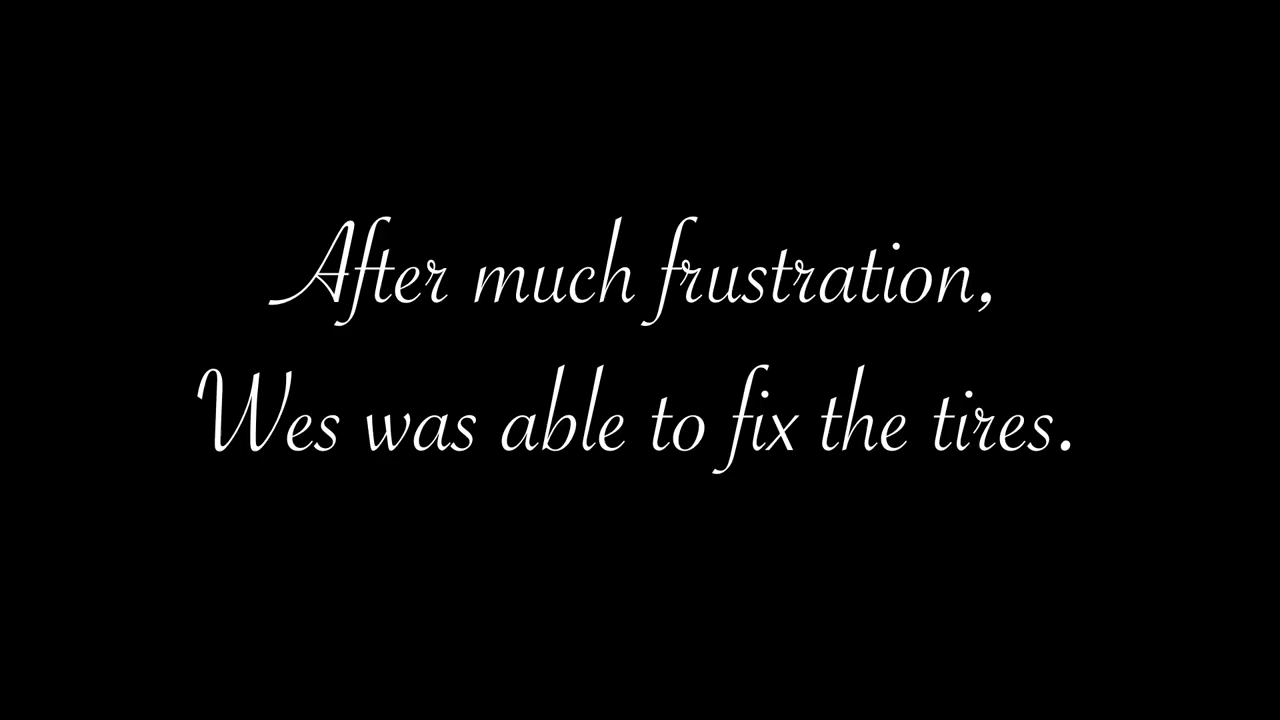 After much frustration,
Wes was able to fix the tires.